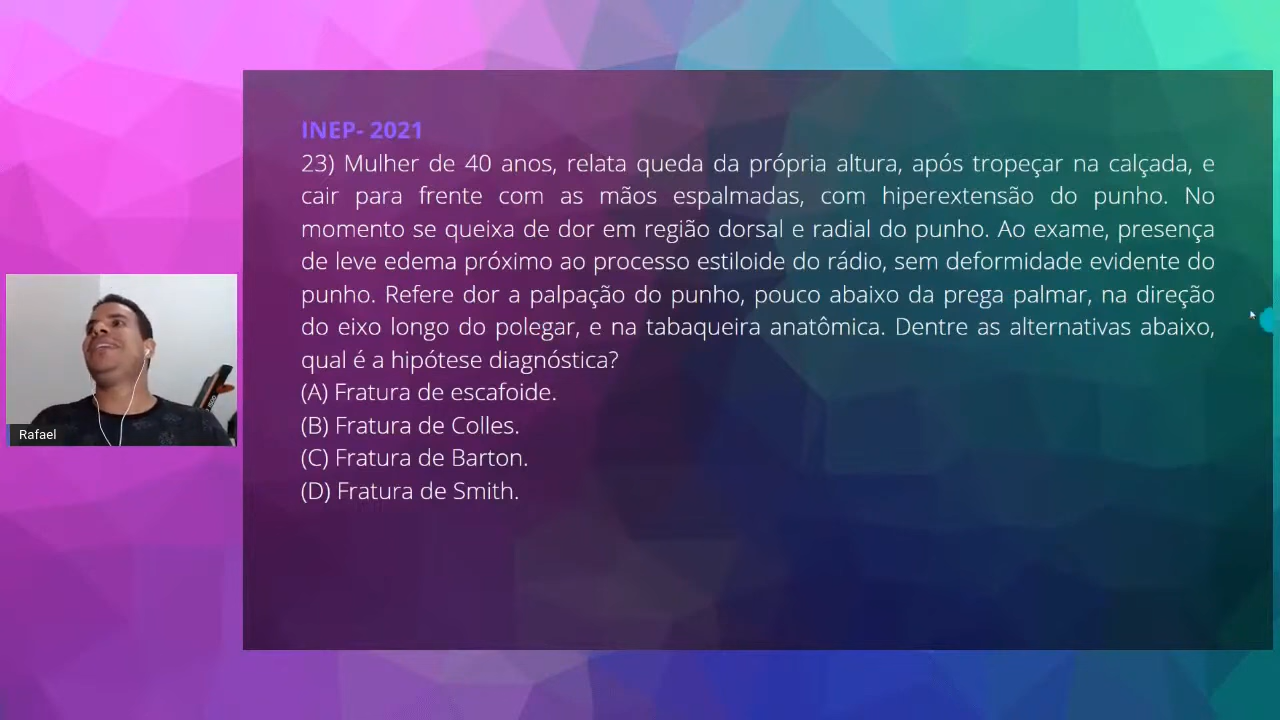 INEP- 2021
23) Mulher de 40 anos, relata queda da própria altura, após tropeçar na calçada, e
cair para frente com as mãos espalmadas, com hiperextensão do punho. No
momento se queixa de dor em região dorsal e radial do punho. Ao exame, presença
de leve edema próximo ao processo estiloide do rádio, sem deformidade evidente do
punho. Refere dor a palpação do punho, pouco abaixo da prega palmar, na direção
do eixo longo do polegar, e na tabaqueira anatômica. Dentre as alternativas abaixo,
qual é a hipótese diagnóstica?
(A) Fratura de escafoide.
(B) Fratura de Colles.
(C) Fratura de Barton.
(D) Fratura de Smith.
Rafael